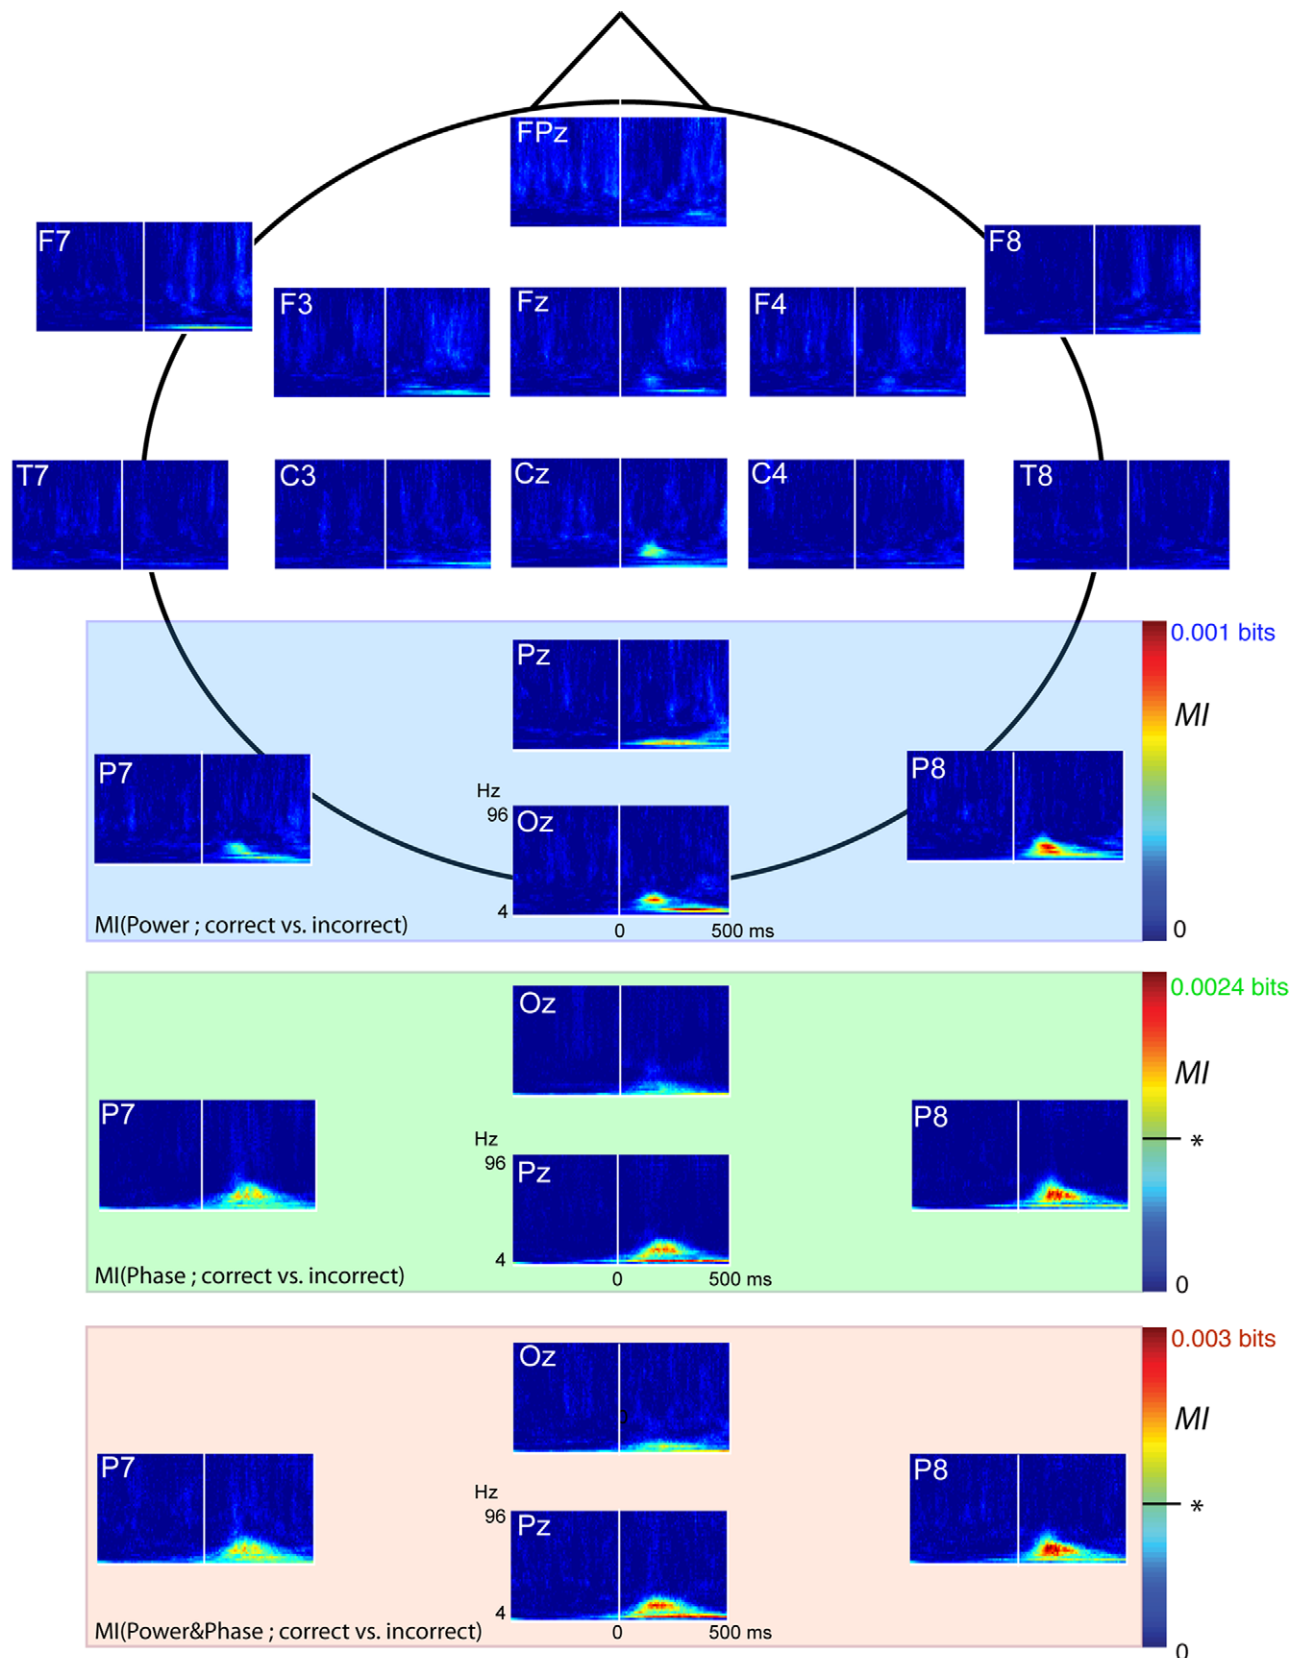 FPz
F7
F8
F3
Fz
F4
T7
C3
Cz
C4
T8
0.001 bits
Pz
MI
P7
P8
Hz
96
Oz
4
MI(Power ; correct vs. incorrect)
0
500 ms
0
0.0024 bits
Oz
MI
P7
P8
Hz
*
96
Pz
4
MI(Phase ; correct vs. incorrect)
0
500 ms
0
0.003 bits
Oz
MI
P7
P8
Hz
*
96
Pz
4
MI(Power&Phase ; correct vs. incorrect)
0
500 ms
0